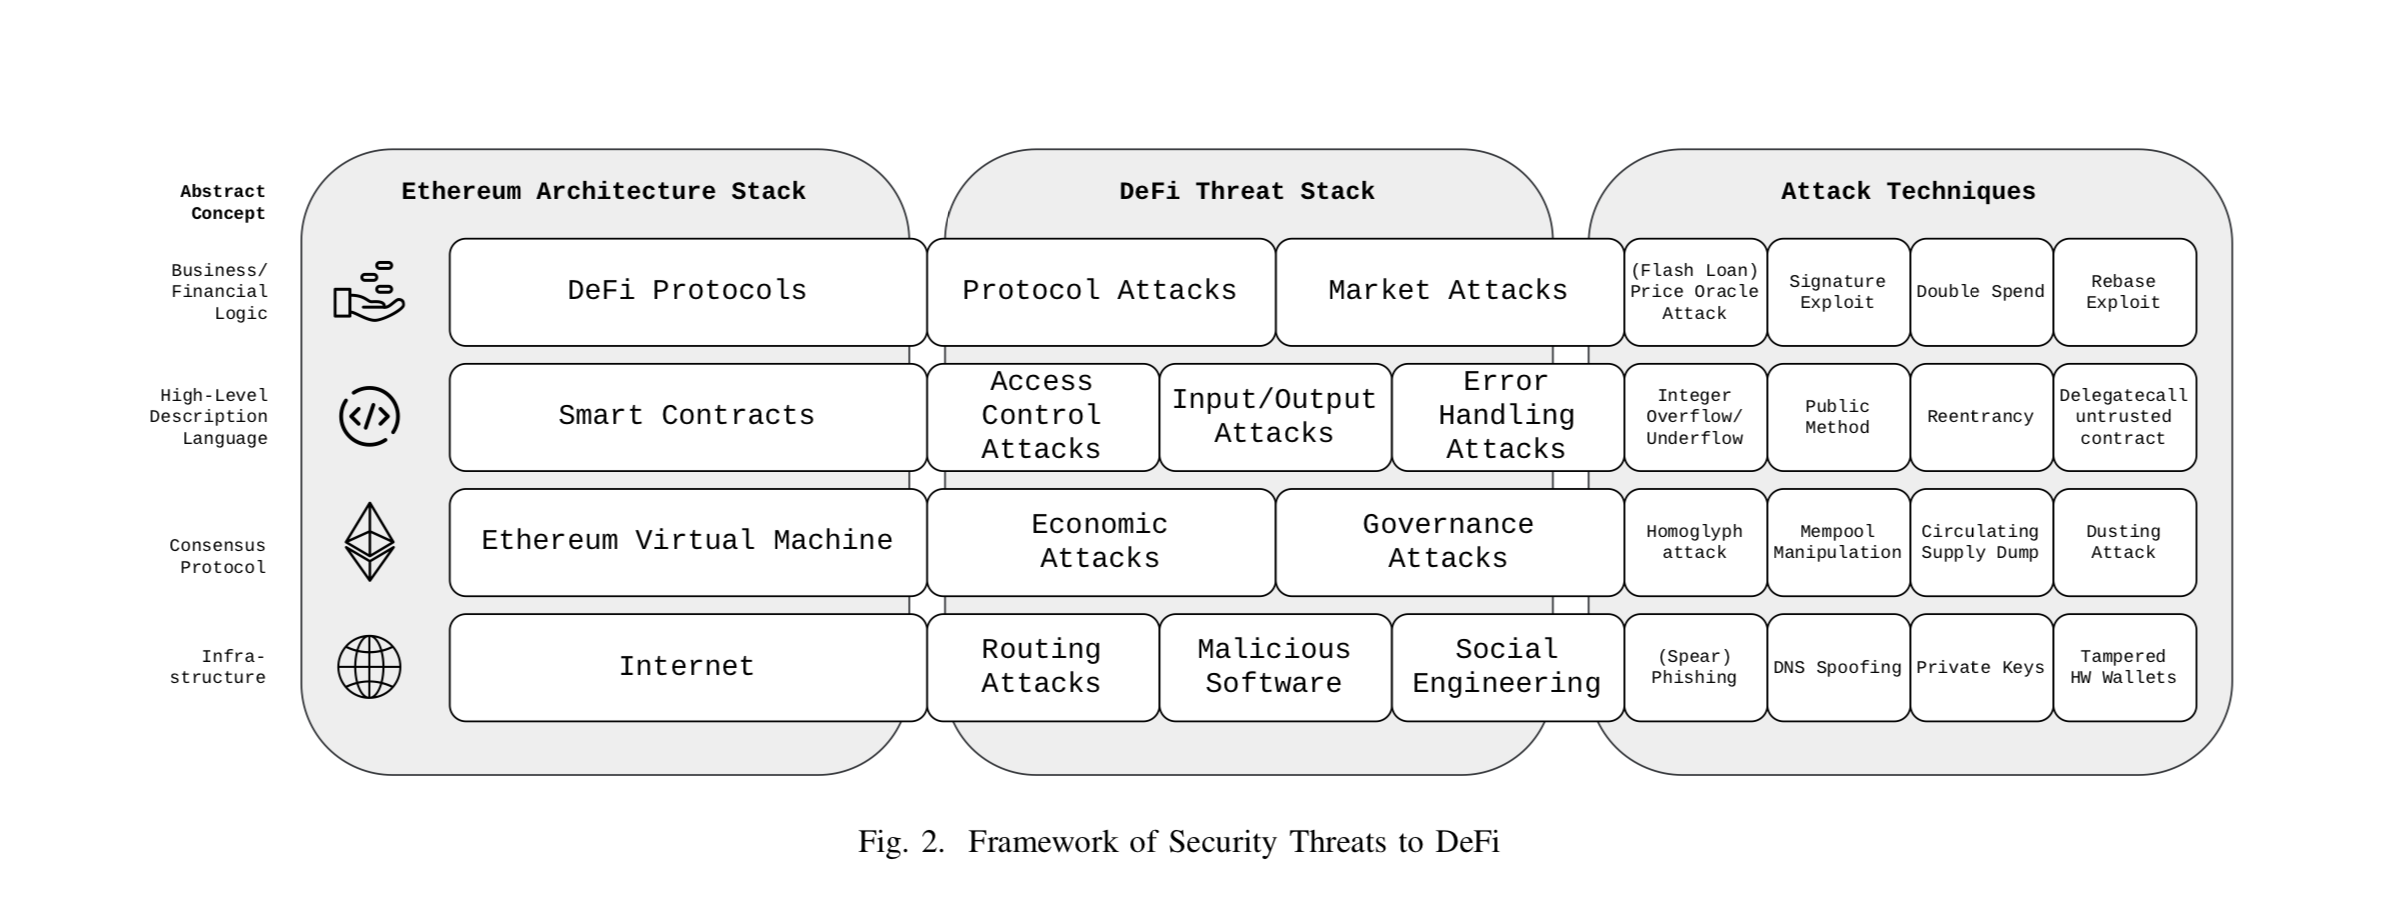 Abstract
Concept
Ethereum Architecture Stack
DeFi Threat Stack
Attack Techniques
Business/
Financial
Logic
DeFi Protocols
Protocol Attacks
Market Attacks
(Flash Loan)
Price Oracle
Attack
Signature
Exploit
Double Spend
Rebase
Exploit
High-Level
Description
Language
</>
Smart Contracts
Access
Control
Attacks
Input/Output
Attacks
Error
Handling
Attacks
Integer
Overflow/
Underflow
Public
Method
Reentrancy
Delegatecall
untrusted
contract
Consensus
Protocol
Ethereum Virtual Machine
Economic
Attacks
Governance
Attacks
Homoglyph
attack
Mempool
Manipulation
Circulating
Supply Dump
Dusting
Attack
Infra-
structure
Internet
Routing
Attacks
Malicious
Software
Social
Engineering
(Spear)
Phishing
DNS Spoofing
Private Keys
Tampered
HW Wallets
Fig. 2. Framework of Security Threats to DeFi